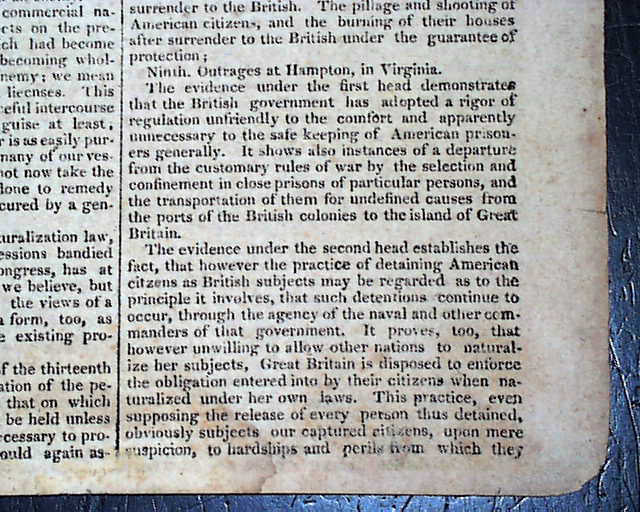 commercial na-
cts on the pre-
ch had become
becoming whol-
nemy; we mean
licenses. This
ceful intercourse
guise at least,
r is as easily pur-
many of our ves-
not now take the
done to remedy
cured by a gen-
turalization law,
essions bandied
ongress, has at
we believe, but
the views of a
a form, too, as
e existing pro-
of the thirteenth
ation of the pe-
that on which
be held unless
cessary to pro-
ould again as-
surrender to the British. The pillage and shooting of
American citizens, and the burning of their houses
after surrender to the British under the guarantee of
protection;
Ninth. Outrages at Hampton, in Virginia.
The evidence under the first head demonstrates
that the British government has adopted a rigor of
regulation unfriendly to the comfort and apparently
unnecessary to the safe keeping of American prison-
ers generally. It shows also instances of a departure
from the customary rules of war by the selection and
confinement in close prisons of particular persons, and
the transportation of them for undefined causes from
the ports of the British colonies to the island of Great
Britain.
The evidence under the second head establishes the
fact, that however the practice of detaining American
citzens as British subjects may be regarded as to the
principle it involves, that such detentions continue to
occur, through the agency of the naval and other com-
manders of that government. It proves, too, that
however unwilling to allow other nations to natural-
ize her subjects, Great Britain is disposed to enforce
the obligation entered into by their citizens when na-
turalized under her own laws. This practice, even
supposing the release of every person thus detained,
obviously subjects our captured citizens, upon mere
suspicion, to hardships and perils from which they